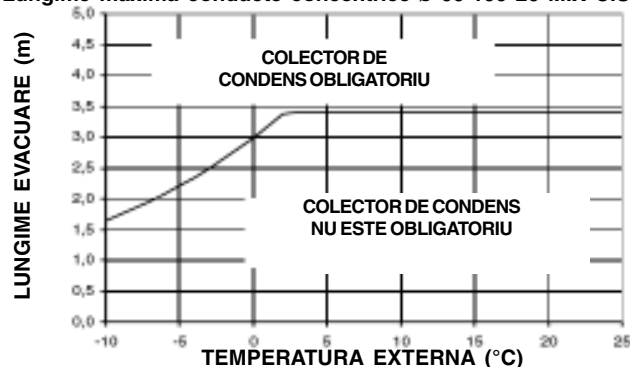 5,0
4,5
4,0
3,5
3,0
2,5
2,0
1,5
1,0
0,5
0,0
LUNGIME EVACUARE (m)
COLECTOR DE
CONDENS OBLIGATORIU
COLECTOR DE CONDENS
NU ESTE OBLIGATORIU
-10 -5 0 5 10 15 20 25
TEMPERATURA EXTERNA (°C)